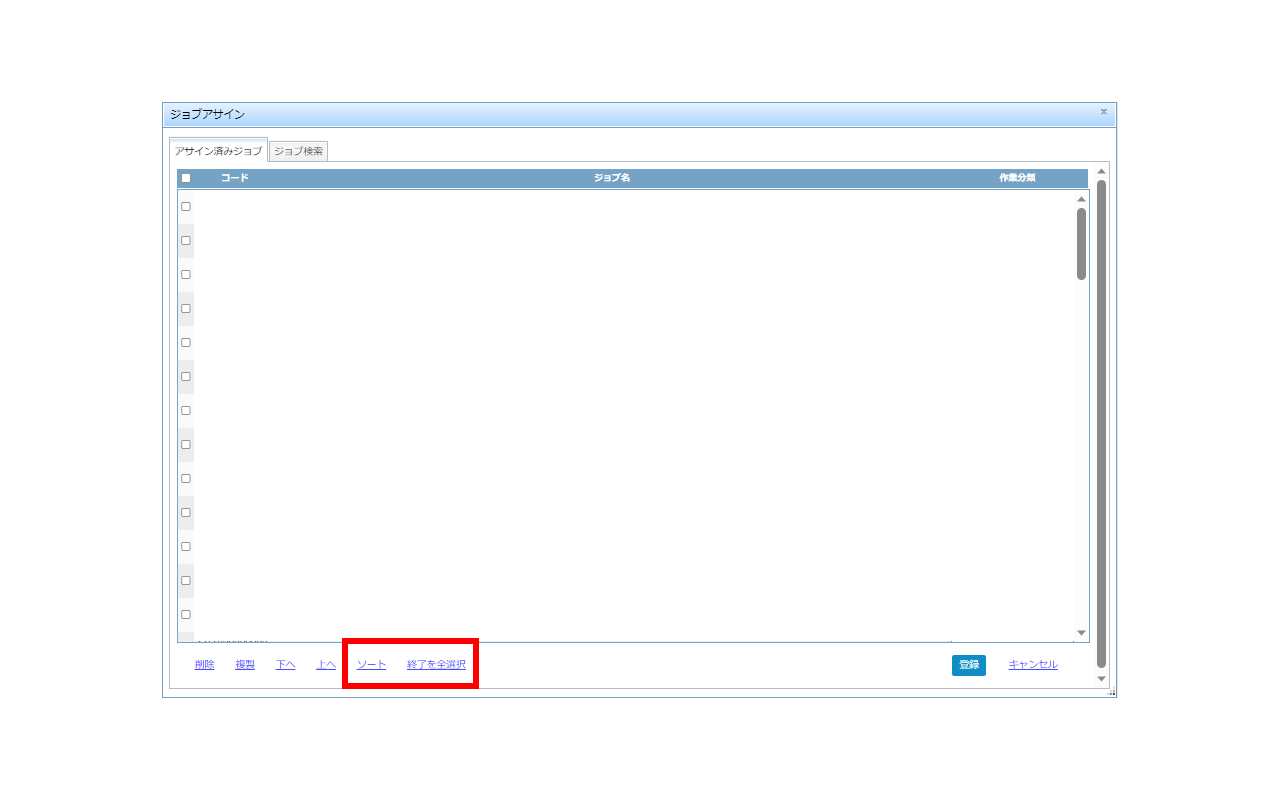 ジョブアサイン
アサイン済みジョブ ジョブ検索
コード ジョブ名 作業分類
削除 複製 下へ 上へ ソート 終了を全選択 登録 キャンセル